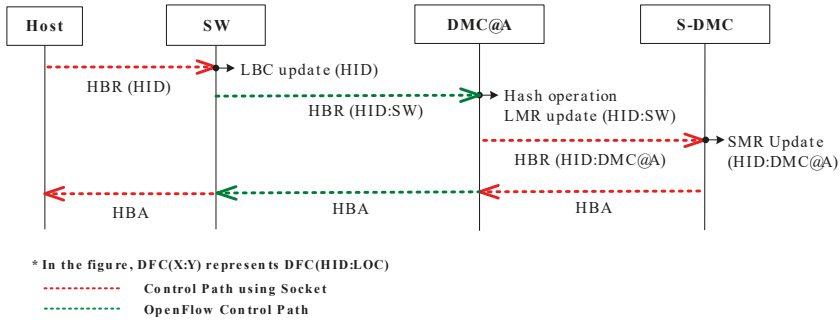 Host
SW
DMC@A
S-DMC
HBR (HID)
LBC update (HID)
HBR (HID:SW)
Hash operation
LMR update (HID:SW)
HBR (HID:DMC@A)
SMR Update
(HID:DMC@A)
HBA
HBA
HBA
* In the figure, DFC(X:Y) represents DFC(HID:LOC)
Control Path using Socket
OpenFlow Control Path